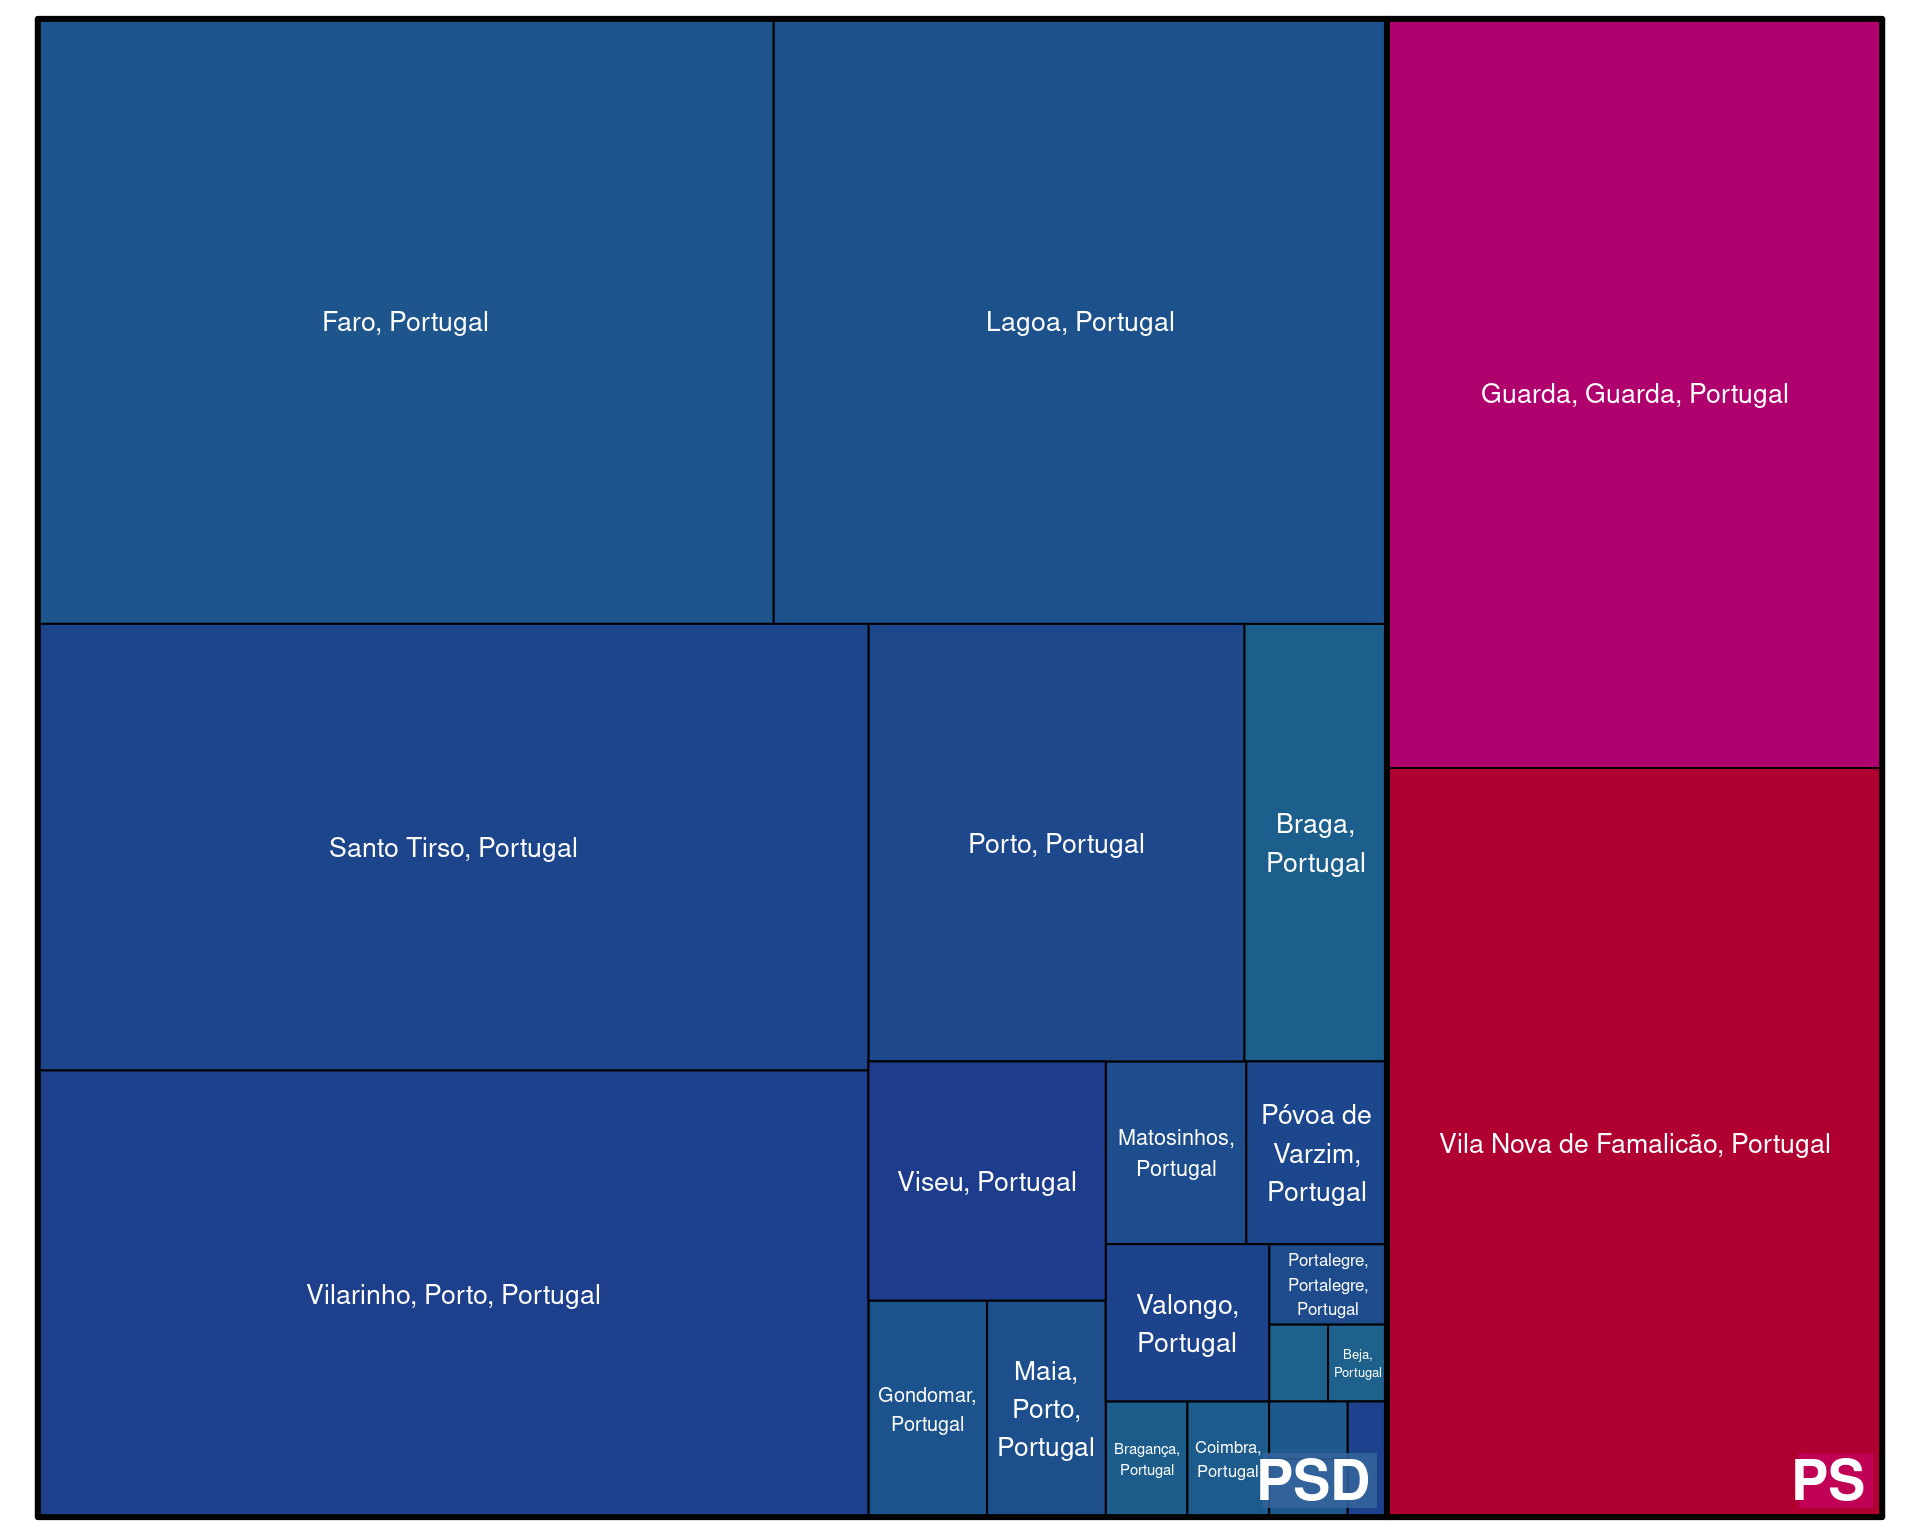 Faro, Portugal
Lagoa, Portugal
Guarda, Guarda, Portugal
Santo Tirso, Portugal
Porto, Portugal
Braga,
Portugal
Vilarinho, Porto, Portugal
Viseu, Portugal
Matosinhos,
Portugal
Póvoa de
Varzim,
Portugal
Vila Nova de Famalicão, Portugal
Valongo,
Portugal
Portalegre,
Portalegre,
Portugal
Beja,
Portugal
Gondomar,
Portugal
Maia,
Porto,
Portugal
Bragança,
Portugal
Coimbra,
Portugal
PSD
PS